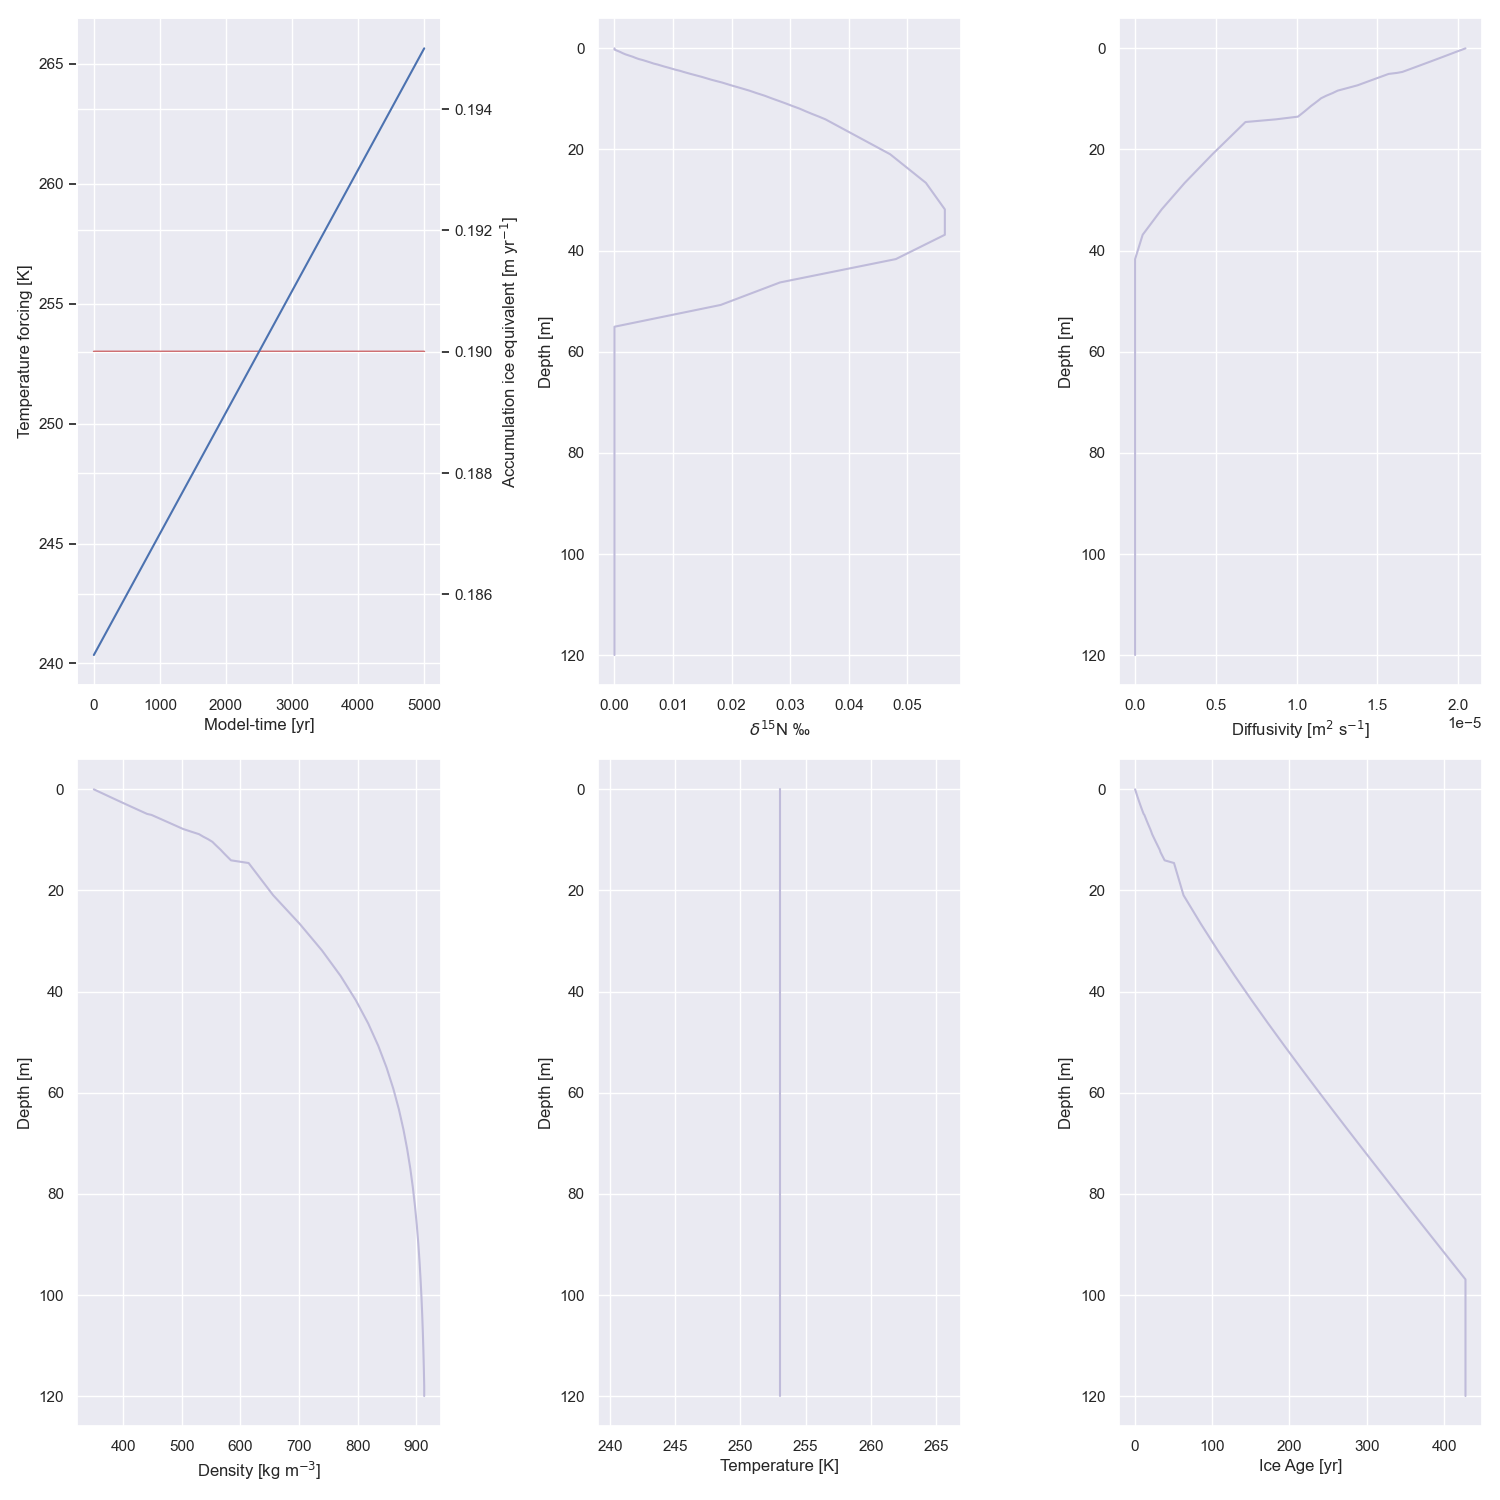 265
260
255
250
245
240
Temperature forcing [K]
0.194
0.192
0.190
0.188
0.186
Accumulation ice equivalent [m yr⁻¹]
0 1000 2000 3000 4000 5000
Model-time [yr]
0
20
40
60
80
100
120
Depth [m]
0.00 0.01 0.02 0.03 0.04 0.05
δ¹⁵N ‰
0
20
40
60
80
100
120
Depth [m]
0.0 0.5 1.0 1.5 2.0
1e−5
Diffusivity [m² s⁻¹]
0
20
40
60
80
100
120
Depth [m]
400 500 600 700 800 900
Density [kg m⁻³]
0
20
40
60
80
100
120
Depth [m]
240 245 250 255 260 265
Temperature [K]
0
20
40
60
80
100
120
Depth [m]
0 100 200 300 400
Ice Age [yr]